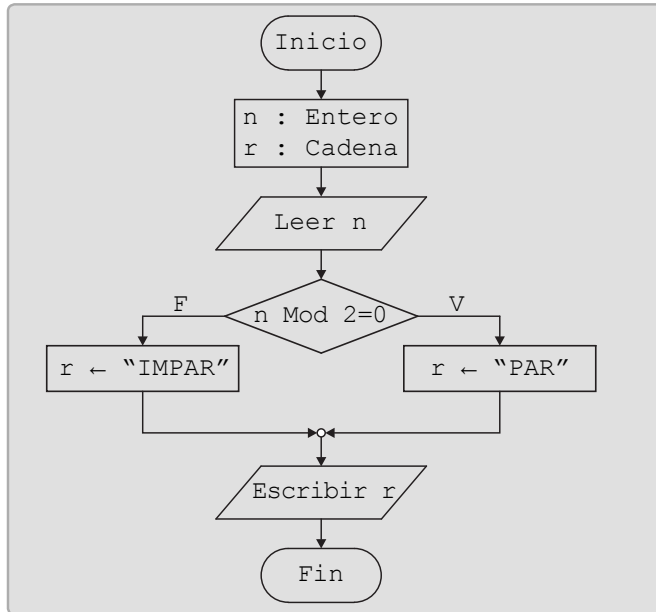 Inicio
n : Entero
r : Cadena
Leer n
F
n Mod 2=0
V
r ← “IMPAR”
r ← “PAR”
Escribir r
Fin